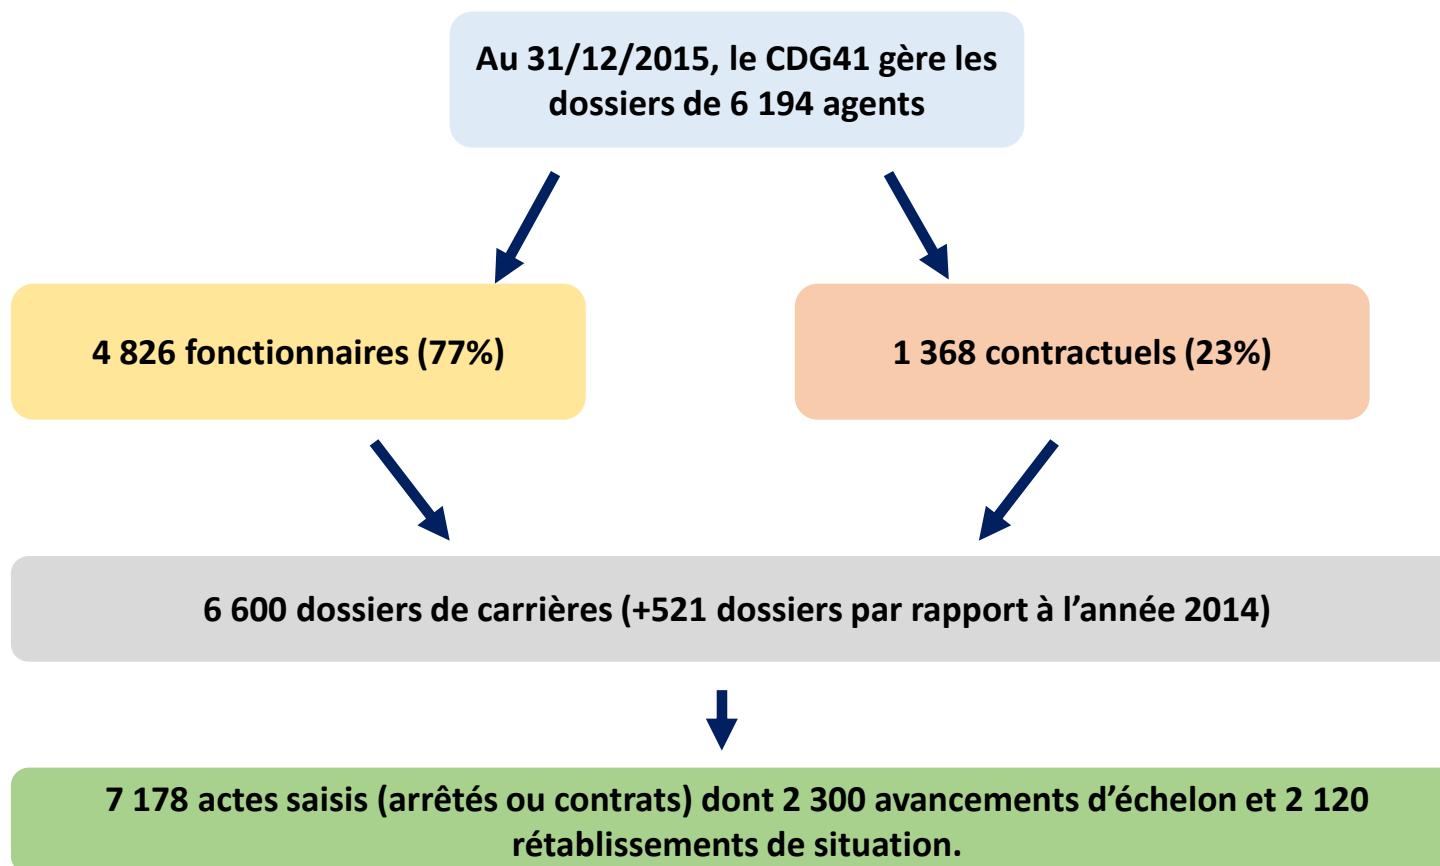 Au 31/12/2015, le CDG41 gère les
dossiers de 6 194 agents
4 826 fonctionnaires (77%)
1 368 contractuels (23%)
6 600 dossiers de carrières (+521 dossiers par rapport à l’année 2014)
7 178 actes saisis (arrêtés ou contrats) dont 2 300 avancements d’échelon et 2 120
rétablissements de situation.